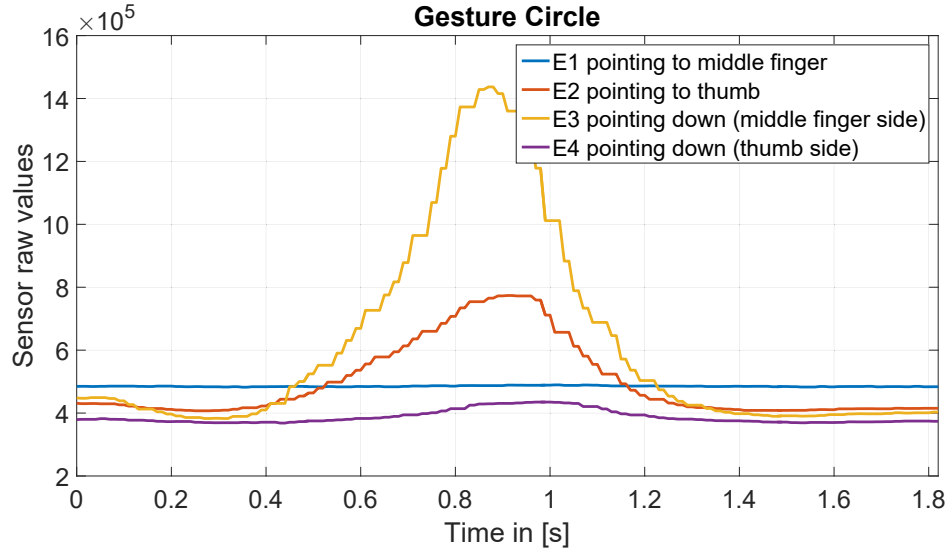 Gesture Circle
×10⁵
16
14
12
10
8
6
4
2
Sensor raw values
E1 pointing to middle finger
E2 pointing to thumb
E3 pointing down (middle finger side)
E4 pointing down (thumb side)
0 0.2 0.4 0.6 0.8 1 1.2 1.4 1.6 1.8
Time in [s]